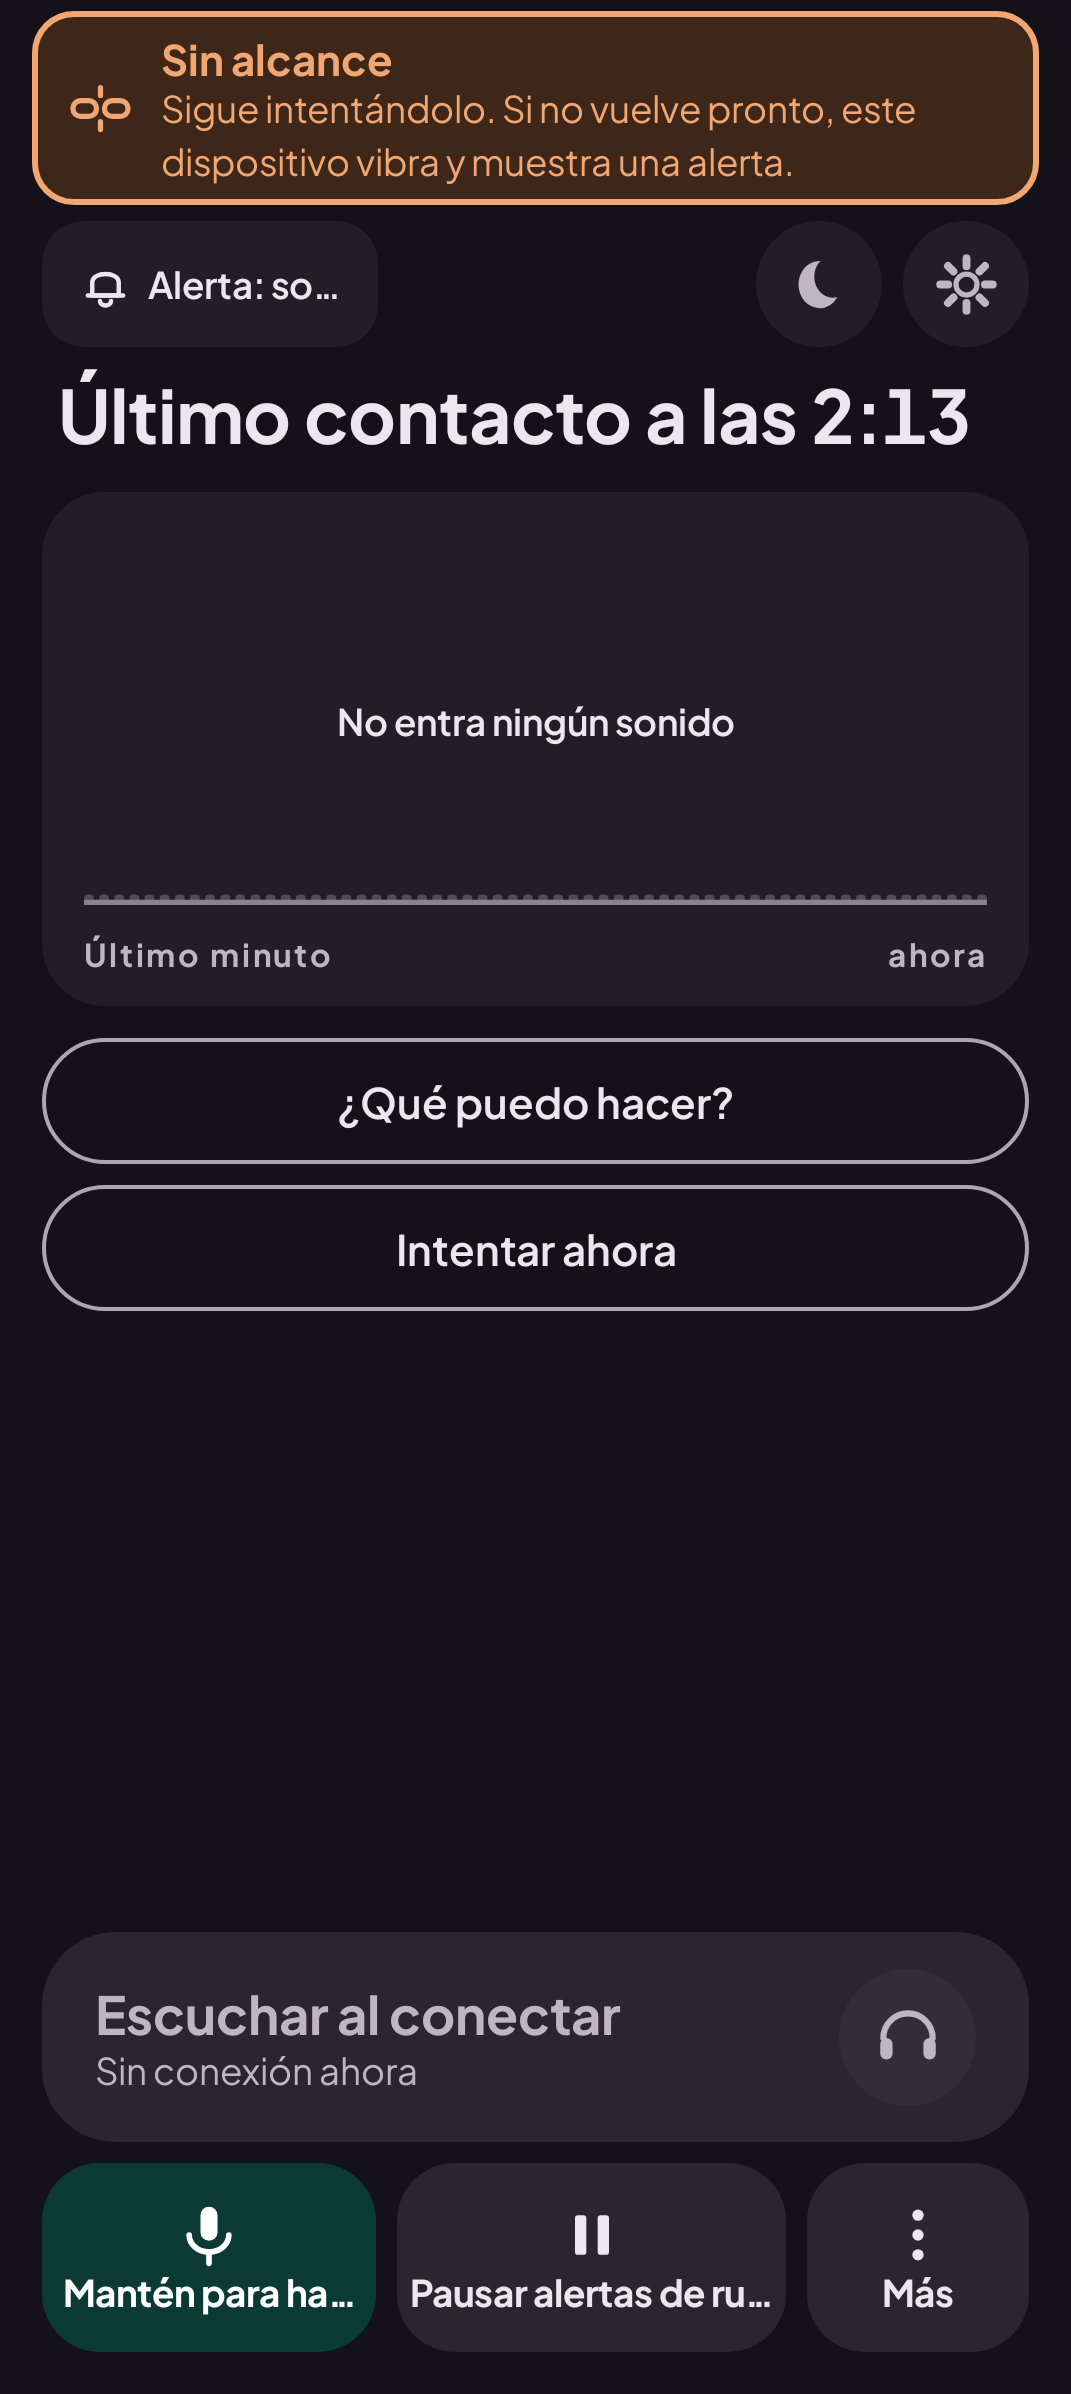 Sin alcance
Sigue intentándolo. Si no vuelve pronto, este
dispositivo vibra y muestra una alerta.
Alerta: so…
Último contacto a las 2:13
No entra ningún sonido
Último minuto
ahora
¿Qué puedo hacer?
Intentar ahora
Escuchar al conectar
Sin conexión ahora
Mantén para ha…
Pausar alertas de ru…
Más